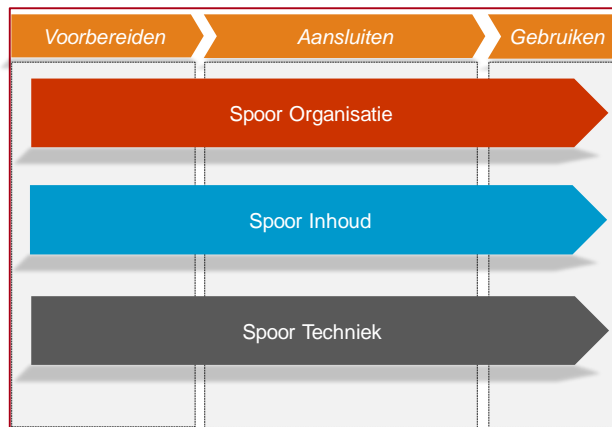 Voorbereiden
Aansluiten
Gebruiken
Spoor Organisatie
Spoor Inhoud
Spoor Techniek